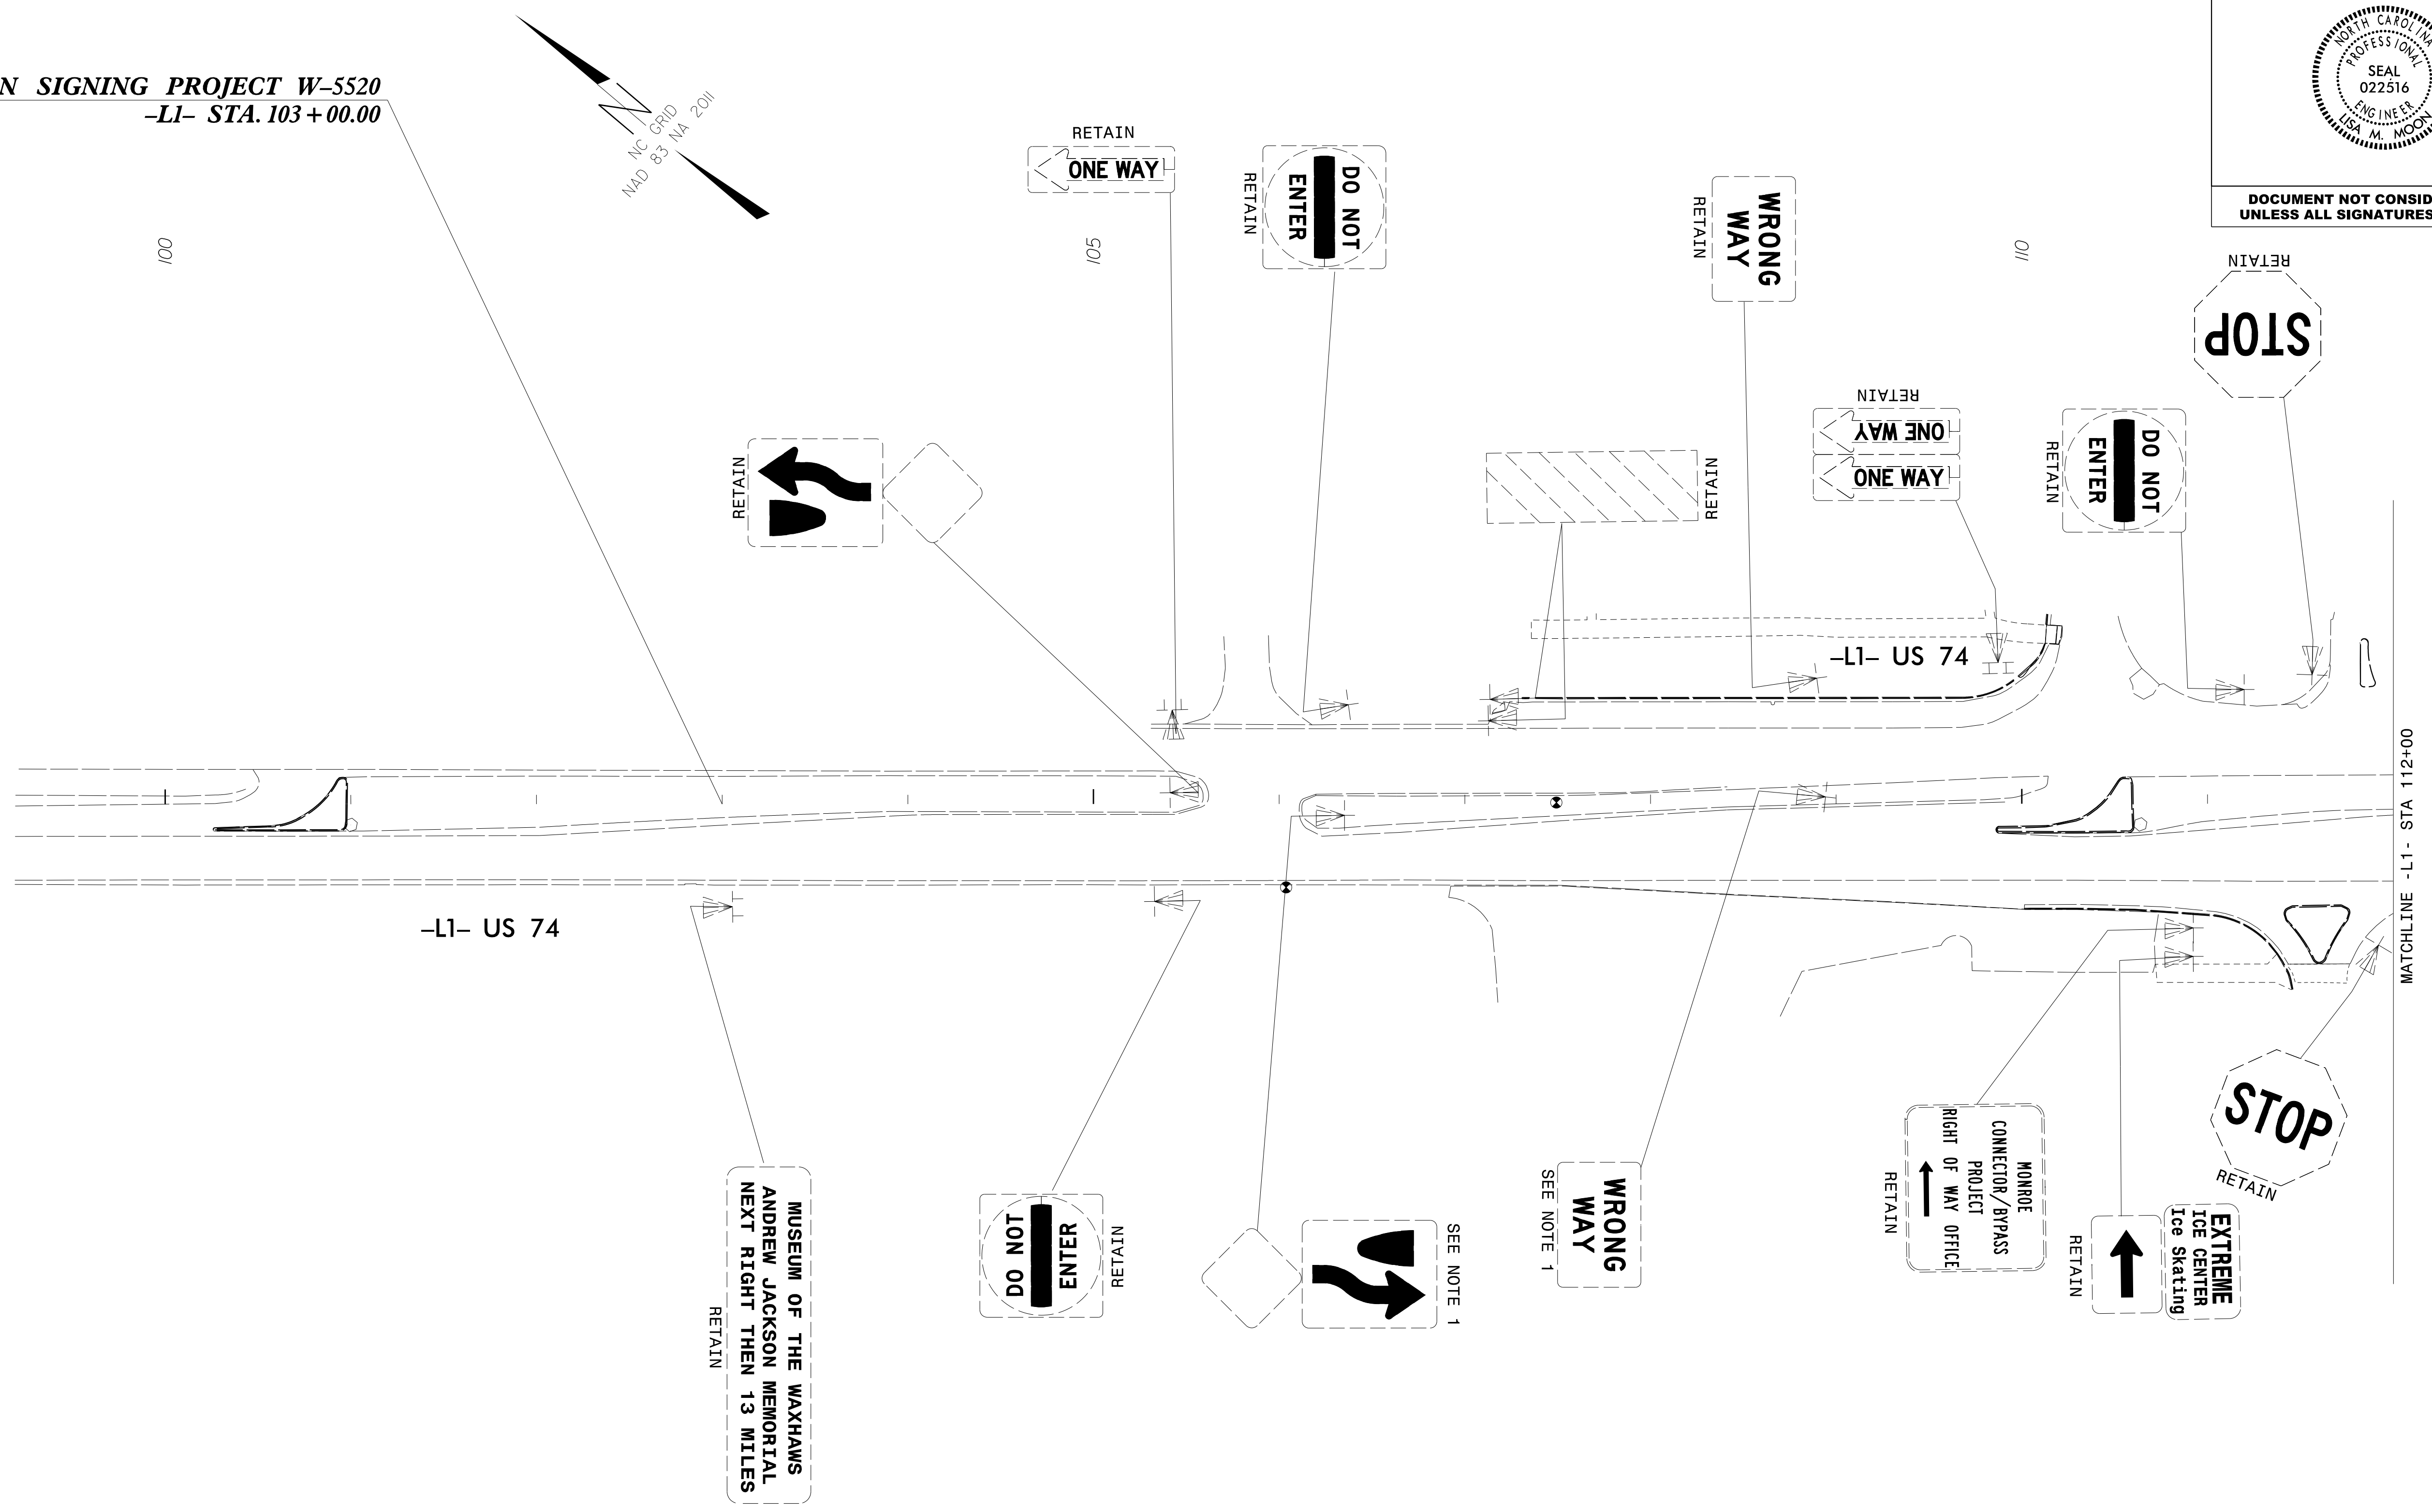 N SIGNING PROJECT W–5520
–L1– STA. 103 + 00.00
NC GRID
NAD 83 NA 2011
NORTH CAROLINA
PROFESSIONAL
SEAL
022516
ENGINEER
LISA M. MOON
DOCUMENT NOT CONSID
UNLESS ALL SIGNATURES
100
105
110
RETAIN
ONE WAY
DO NOT
ENTER
RETAIN
WRONG
WAY
RETAIN
RETAIN
STOP
RETAIN
ONE WAY
ONE WAY
DO NOT
ENTER
RETAIN
RETAIN
RETAIN
–L1– US 74
–L1– US 74
MATCHLINE -L1- STA 112+00
MUSEUM OF THE WAXHAWS
ANDREW JACKSON MEMORIAL
NEXT RIGHT THEN 13 MILES
RETAIN
DO NOT
ENTER
RETAIN
SEE NOTE 1
WRONG
WAY
SEE NOTE 1
MONROE
CONNECTOR/BYPASS
PROJECT
RIGHT OF WAY OFFICE
RETAIN
EXTREME
ICE CENTER
Ice Skating
RETAIN
STOP
RETAIN